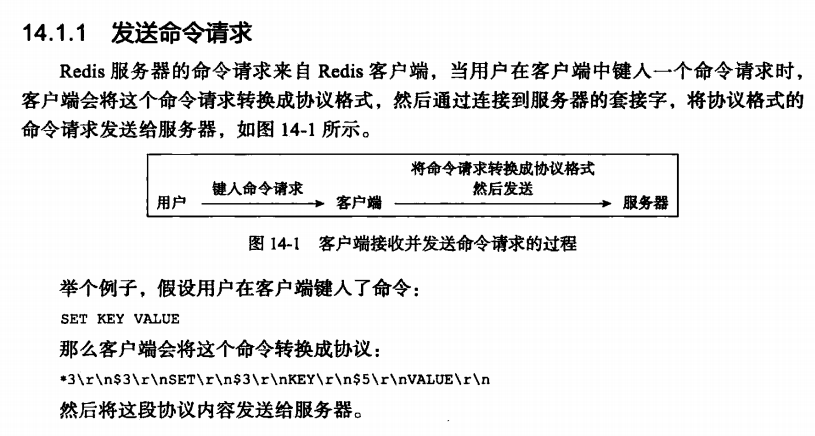 14.1.1 发送命令请求
Redis 服务器的命令请求来自 Redis 客户端，当用户在客户端中键入一个命令请求时，
客户端会将这个命令请求转换成协议格式，然后通过连接到服务器的套接字，将协议格式的
命令请求发送给服务器，如图 14-1 所示。
将命令请求转换成协议格式
键入命令请求 然后发送
用户 客户端 服务器
图 14-1 客户端接收并发送命令请求的过程
举个例子，假设用户在客户端键入了命令：
SET KEY VALUE
那么客户端会将这个命令转换成协议：
*3\r\n$3\r\nSET\r\n$3\r\nKEY\r\n$5\r\nVALUE\r\n
然后将这段协议内容发送给服务器。